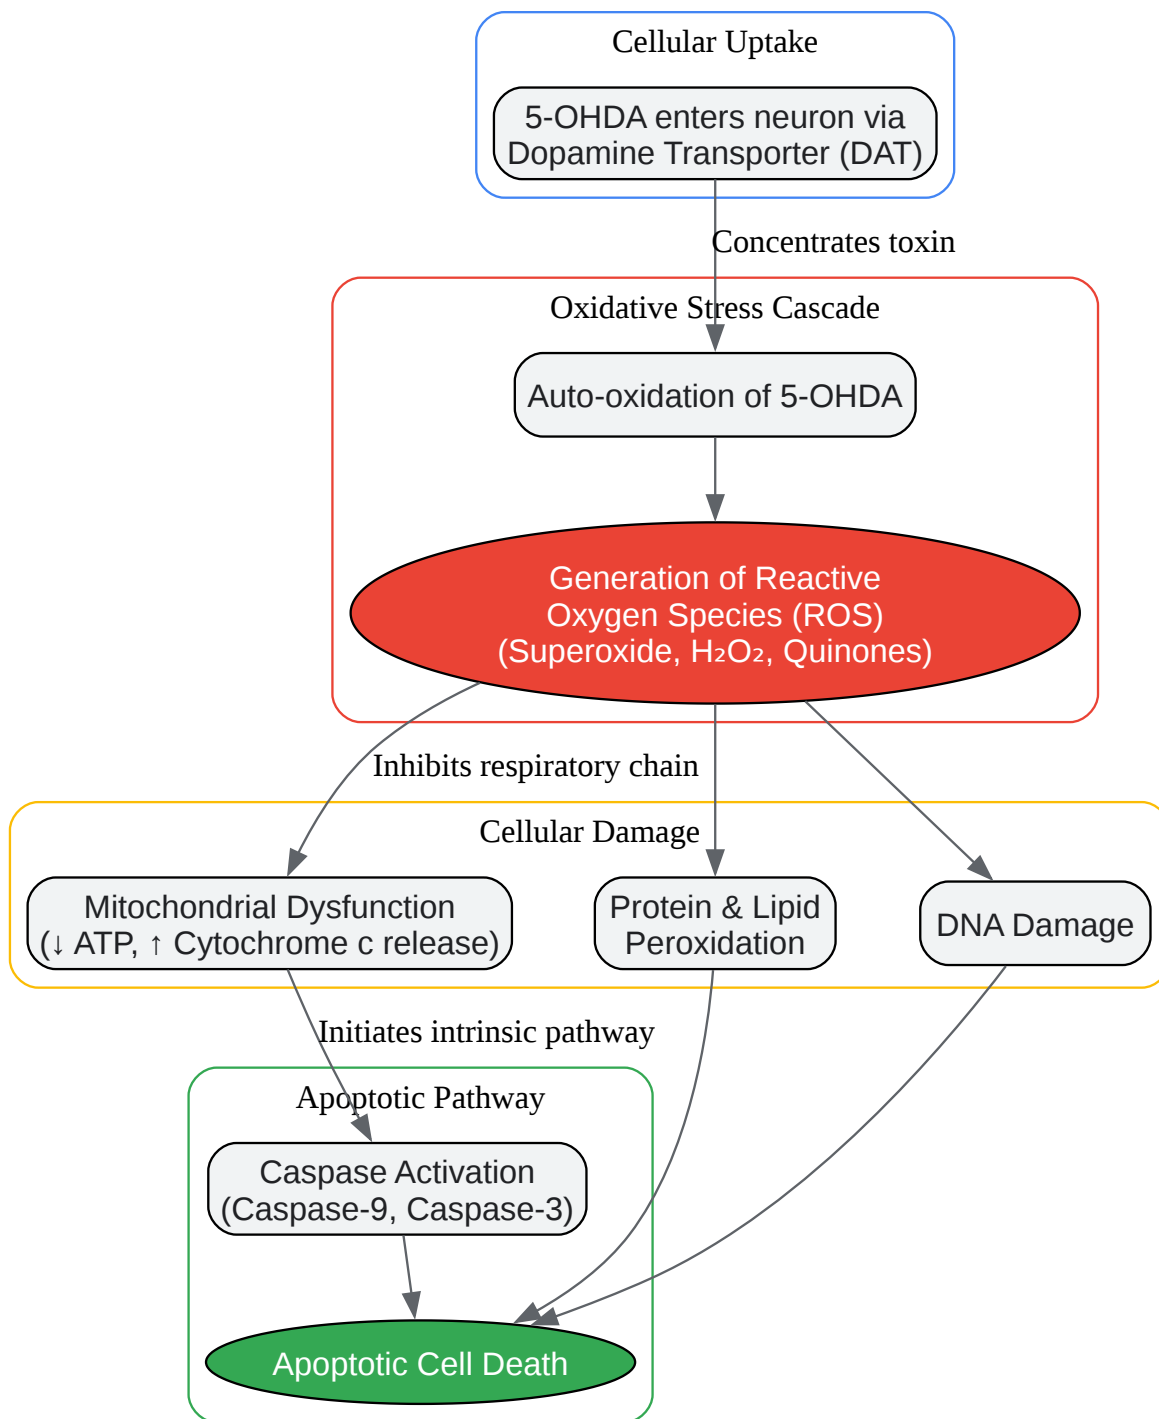 Cellular Uptake
5-OHDA enters neuron via
Dopamine Transporter (DAT)
Concentrates toxin
Oxidative Stress Cascade
Auto-oxidation of 5-OHDA
Generation of Reactive
Oxygen Species (ROS)
(Superoxide, H₂O₂, Quinones)
Inhibits respiratory chain
Cellular Damage
Mitochondrial Dysfunction
(↓ ATP, ↑ Cytochrome c release)
Protein & Lipid
Peroxidation
DNA Damage
Initiates intrinsic pathway
Apoptotic Pathway
Caspase Activation
(Caspase-9, Caspase-3)
Apoptotic Cell Death